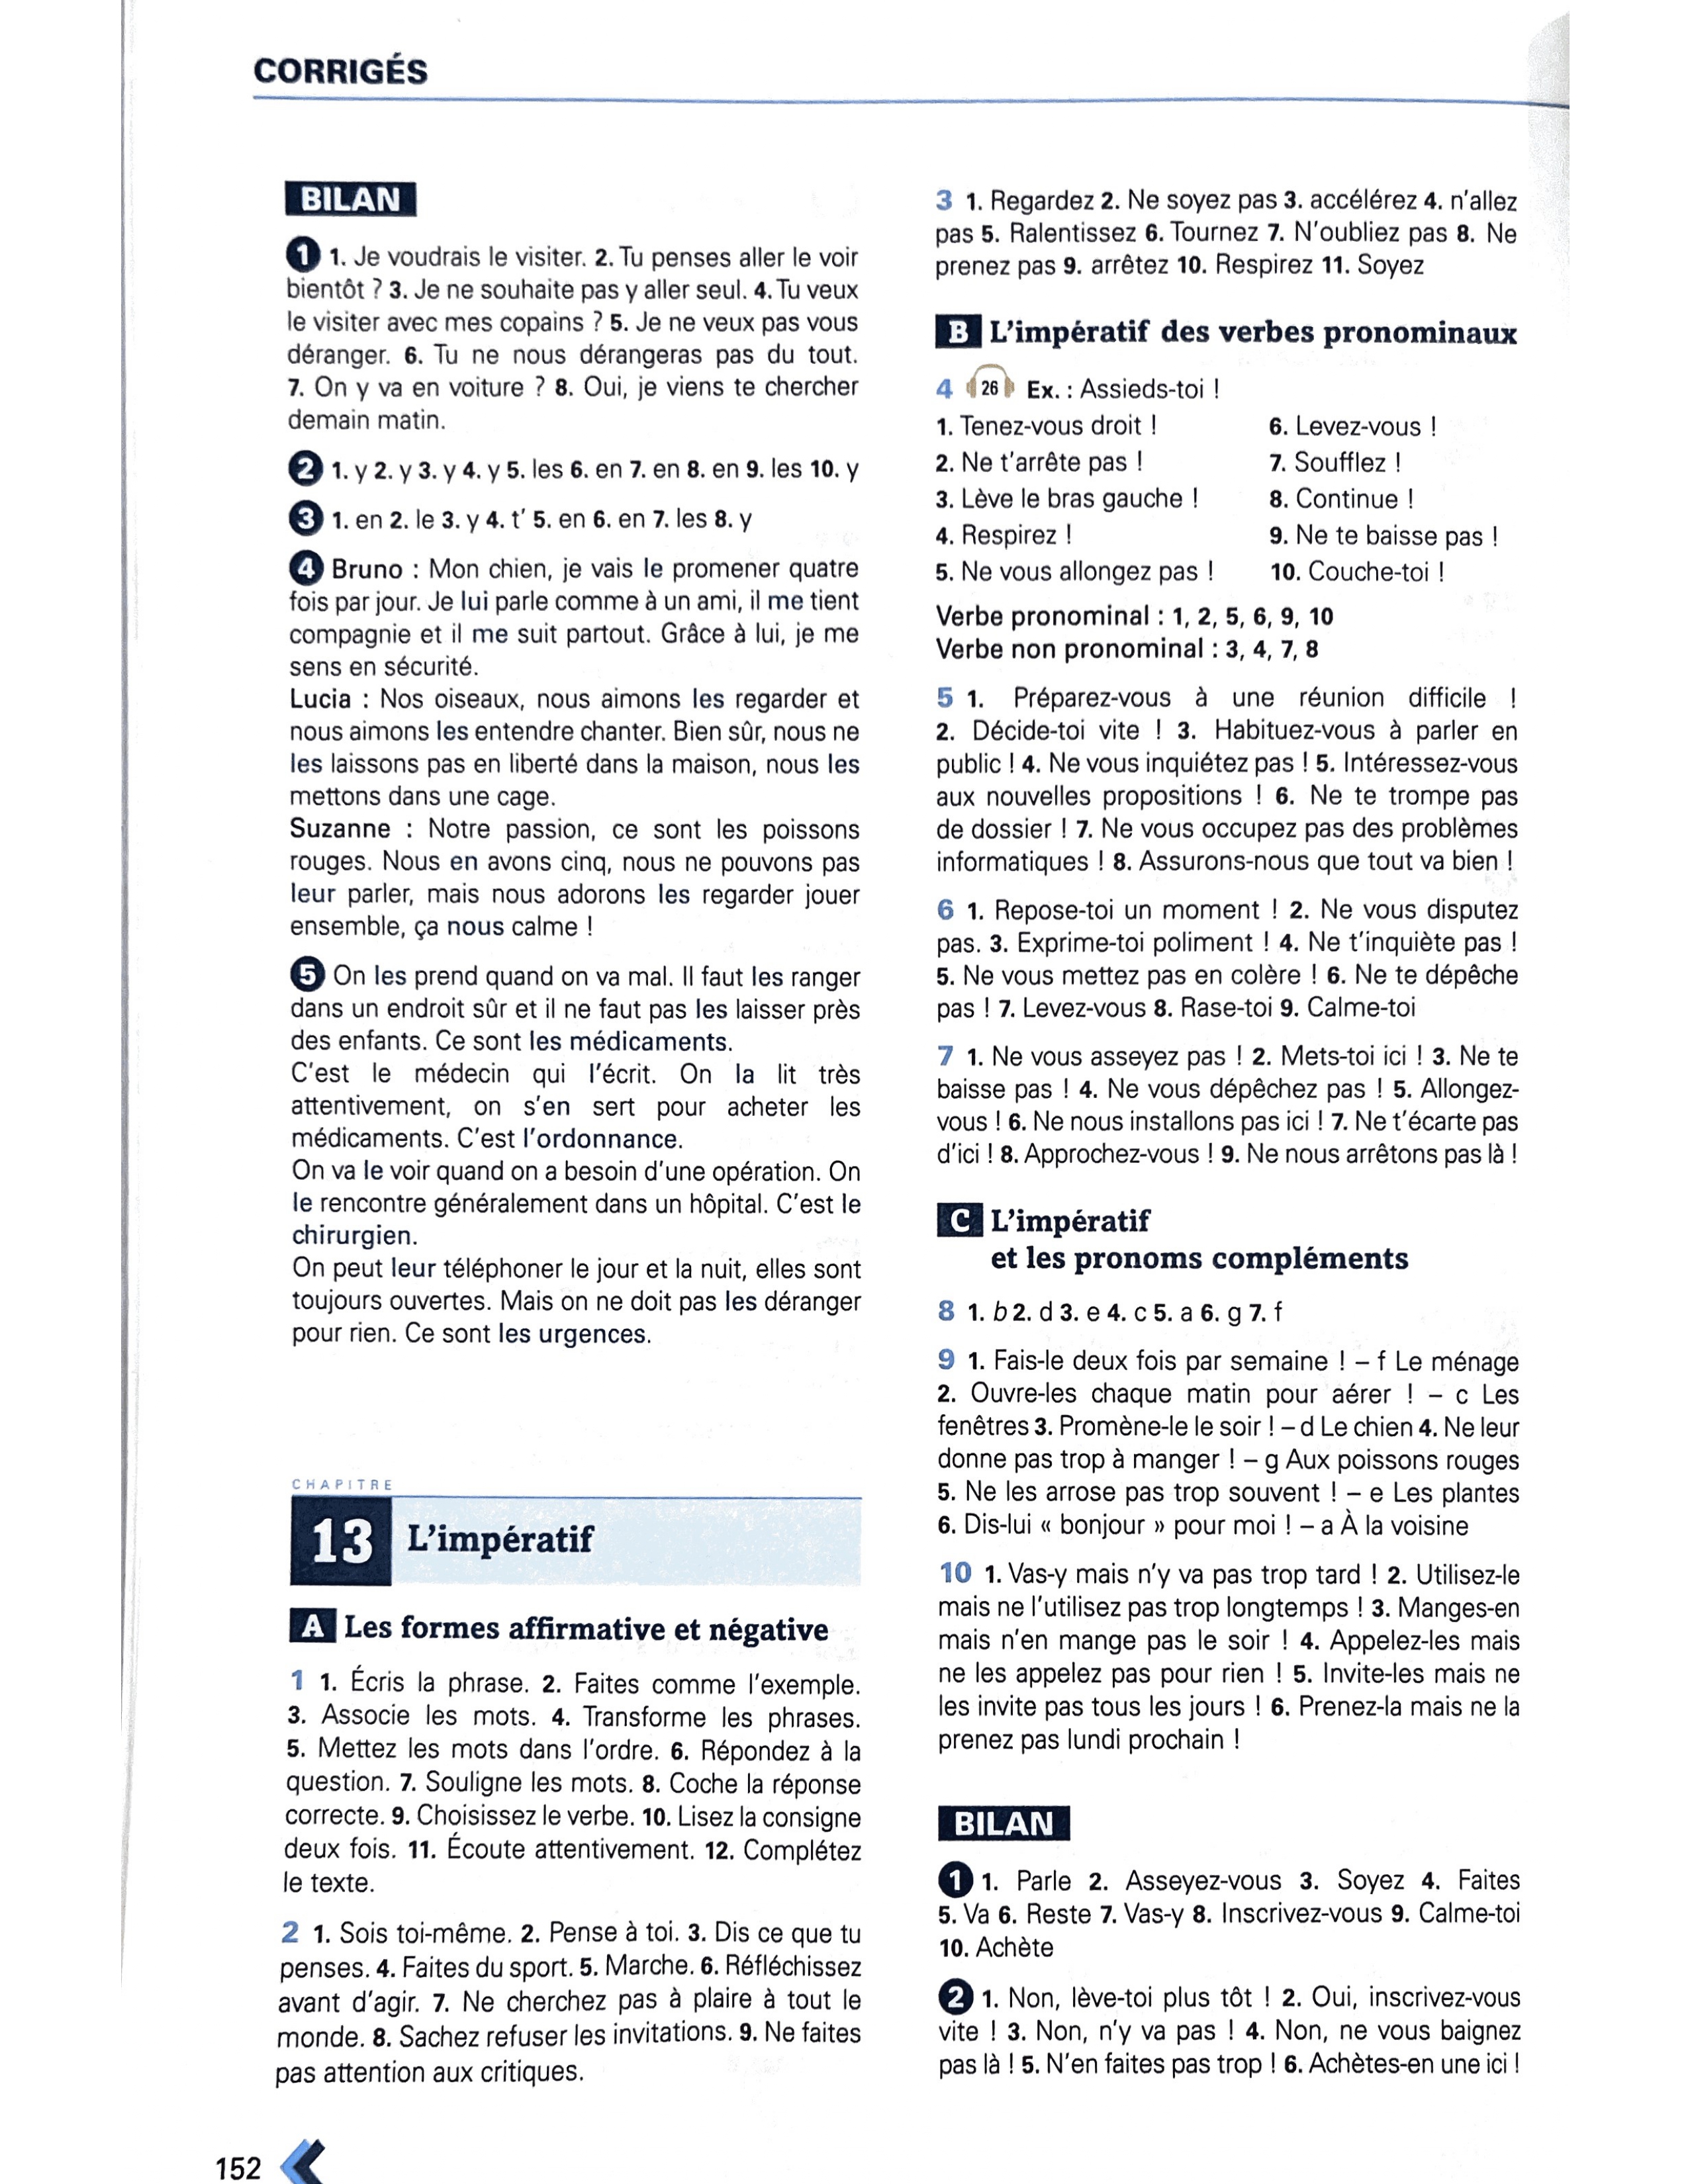 CORRIGÉS
BILAN
1 1. Je voudrais le visiter. 2. Tu penses aller le voir
bientôt ? 3. Je ne souhaite pas y aller seul. 4. Tu veux
le visiter avec mes copains ? 5. Je ne veux pas vous
déranger. 6. Tu ne nous dérangeras pas du tout.
7. On y va en voiture ? 8. Oui, je viens te chercher
demain matin.
2 1. y 2. y 3. y 4. y 5. les 6. en 7. en 8. en 9. les 10. y
3 1. en 2. le 3. y 4. t' 5. en 6. en 7. les 8. y
4 Bruno : Mon chien, je vais le promener quatre
fois par jour. Je lui parle comme à un ami, il me tient
compagnie et il me suit partout. Grâce à lui, je me
sens en sécurité.
Lucia : Nos oiseaux, nous aimons les regarder et
nous aimons les entendre chanter. Bien sûr, nous ne
les laissons pas en liberté dans la maison, nous les
mettons dans une cage.
Suzanne : Notre passion, ce sont les poissons
rouges. Nous en avons cinq, nous ne pouvons pas
leur parler, mais nous adorons les regarder jouer
ensemble, ça nous calme !
5 On les prend quand on va mal. Il faut les ranger
dans un endroit sûr et il ne faut pas les laisser près
des enfants. Ce sont les médicaments.
C'est le médecin qui l'écrit. On la lit très
attentivement, on s'en sert pour acheter les
médicaments. C'est l'ordonnance.
On va le voir quand on a besoin d'une opération. On
le rencontre généralement dans un hôpital. C'est le
chirurgien.
On peut leur téléphoner le jour et la nuit, elles sont
toujours ouvertes. Mais on ne doit pas les déranger
pour rien. Ce sont les urgences.
CHAPITRE
13 L'impératif
A Les formes affirmative et négative
1 1. Écris la phrase. 2. Faites comme l'exemple.
3. Associe les mots. 4. Transforme les phrases.
5. Mettez les mots dans l'ordre. 6. Répondez à la
question. 7. Souligne les mots. 8. Coche la réponse
correcte. 9. Choisissez le verbe. 10. Lisez la consigne
deux fois. 11. Écoute attentivement. 12. Complétez
le texte.
2 1. Sois toi-même. 2. Pense à toi. 3. Dis ce que tu
penses. 4. Faites du sport. 5. Marche. 6. Réfléchissez
avant d'agir. 7. Ne cherchez pas à plaire à tout le
monde. 8. Sachez refuser les invitations. 9. Ne faites
pas attention aux critiques.
3 1. Regardez 2. Ne soyez pas 3. accélérez 4. n'allez
pas 5. Ralentissez 6. Tournez 7. N'oubliez pas 8. Ne
prenez pas 9. arrêtez 10. Respirez 11. Soyez
B L'impératif des verbes pronominaux
4 26 Ex. : Assieds-toi !
1. Tenez-vous droit !
2. Ne t'arrête pas !
3. Lève le bras gauche !
4. Respirez !
5. Ne vous allongez pas !
6. Levez-vous !
7. Soufflez !
8. Continue !
9. Ne te baisse pas !
10. Couche-toi !
Verbe pronominal : 1, 2, 5, 6, 9, 10
Verbe non pronominal : 3, 4, 7, 8
5 1. Préparez-vous à une réunion difficile !
2. Décide-toi vite ! 3. Habituez-vous à parler en
public ! 4. Ne vous inquiétez pas ! 5. Intéressez-vous
aux nouvelles propositions ! 6. Ne te trompe pas
de dossier ! 7. Ne vous occupez pas des problèmes
informatiques ! 8. Assurons-nous que tout va bien !
6 1. Repose-toi un moment ! 2. Ne vous disputez
pas. 3. Exprime-toi poliment ! 4. Ne t'inquiète pas !
5. Ne vous mettez pas en colère ! 6. Ne te dépêche
pas ! 7. Levez-vous 8. Rase-toi 9. Calme-toi
7 1. Ne vous asseyez pas ! 2. Mets-toi ici ! 3. Ne te
baisse pas ! 4. Ne vous dépêchez pas ! 5. Allongez-
vous ! 6. Ne nous installons pas ici ! 7. Ne t'écarte pas
d'ici ! 8. Approchez-vous ! 9. Ne nous arrêtons pas là !
C L'impératif
et les pronoms compléments
8 1. b 2. d 3. e 4. c 5. a 6. g 7. f
9 1. Fais-le deux fois par semaine ! – f Le ménage
2. Ouvre-les chaque matin pour aérer ! – c Les
fenêtres 3. Promène-le le soir ! – d Le chien 4. Ne leur
donne pas trop à manger ! – g Aux poissons rouges
5. Ne les arrose pas trop souvent ! – e Les plantes
6. Dis-lui « bonjour » pour moi ! – a À la voisine
10 1. Vas-y mais n'y va pas trop tard ! 2. Utilisez-le
mais ne l'utilisez pas trop longtemps ! 3. Manges-en
mais n'en mange pas le soir ! 4. Appelez-les mais
ne les appelez pas pour rien ! 5. Invite-les mais ne
les invite pas tous les jours ! 6. Prenez-la mais ne la
prenez pas lundi prochain !
BILAN
1 1. Parle 2. Asseyez-vous 3. Soyez 4. Faites
5. Va 6. Reste 7. Vas-y 8. Inscrivez-vous 9. Calme-toi
10. Achète
2 1. Non, lève-toi plus tôt ! 2. Oui, inscrivez-vous
vite ! 3. Non, n'y va pas ! 4. Non, ne vous baignez
pas là ! 5. N'en faites pas trop ! 6. Achètes-en une ici !
152